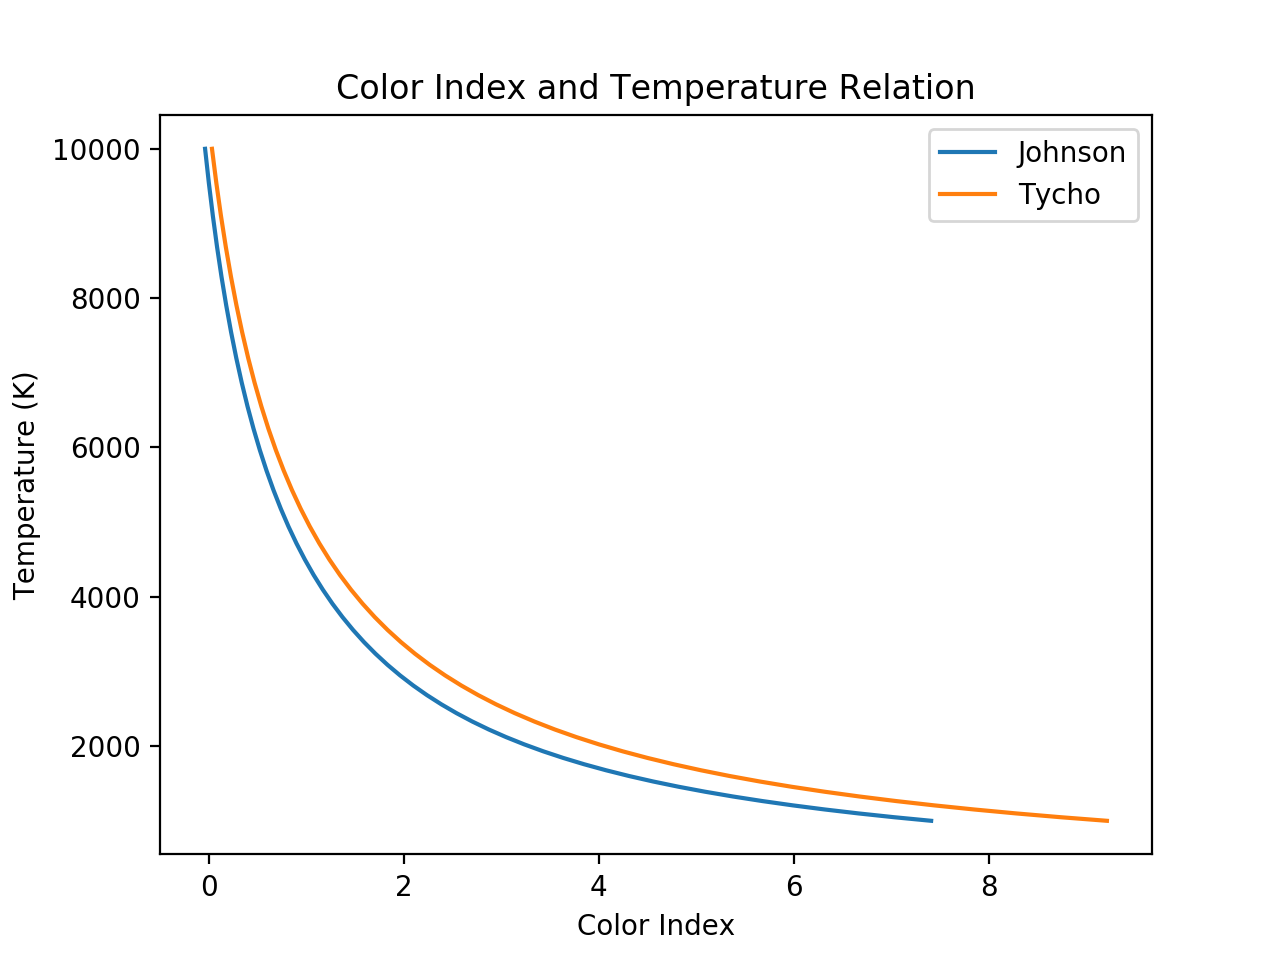 Color Index and Temperature Relation
Johnson
Tycho
10000
8000
6000
4000
2000
Temperature (K)
0 2 4 6 8
Color Index